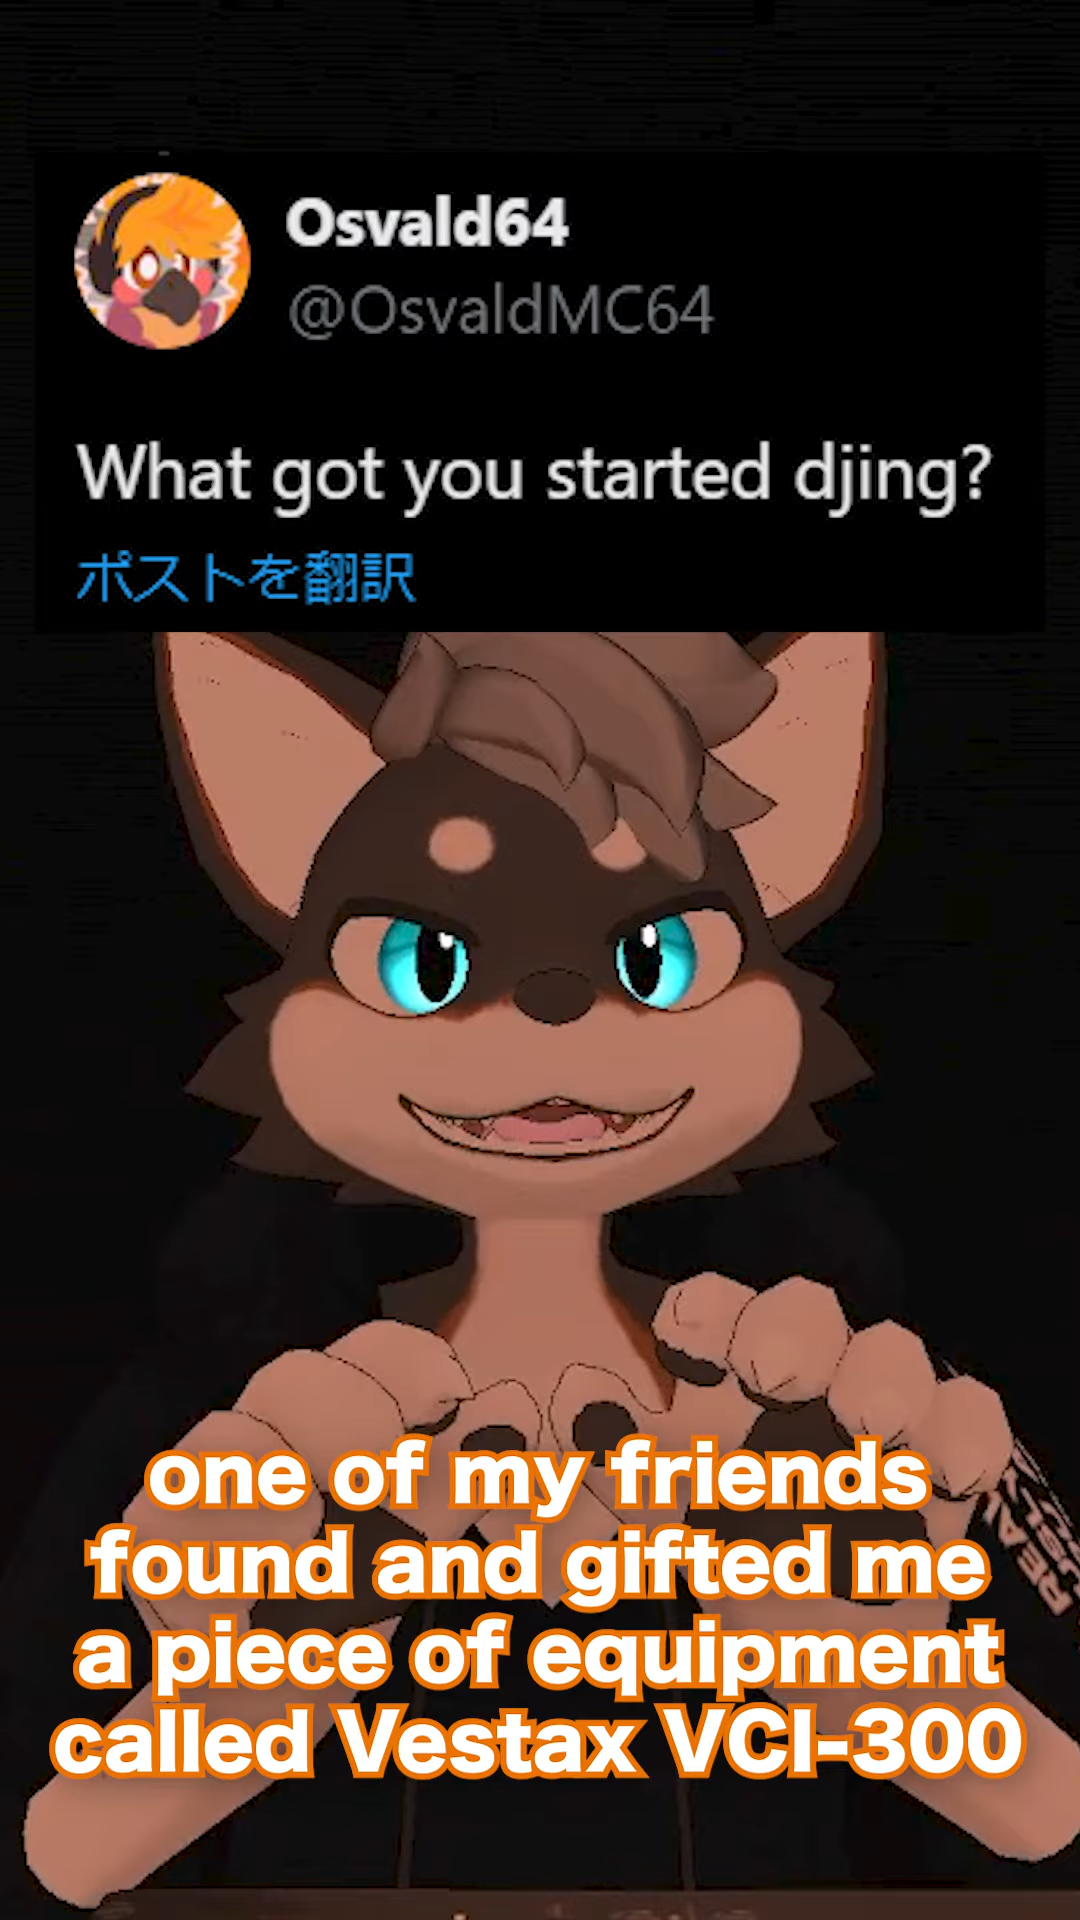 Osvald64
@OsvaldMC64
What got you started djing?
ポストを翻訳
one of my friends
found and gifted me
a piece of equipment
called Vestax VCI-300